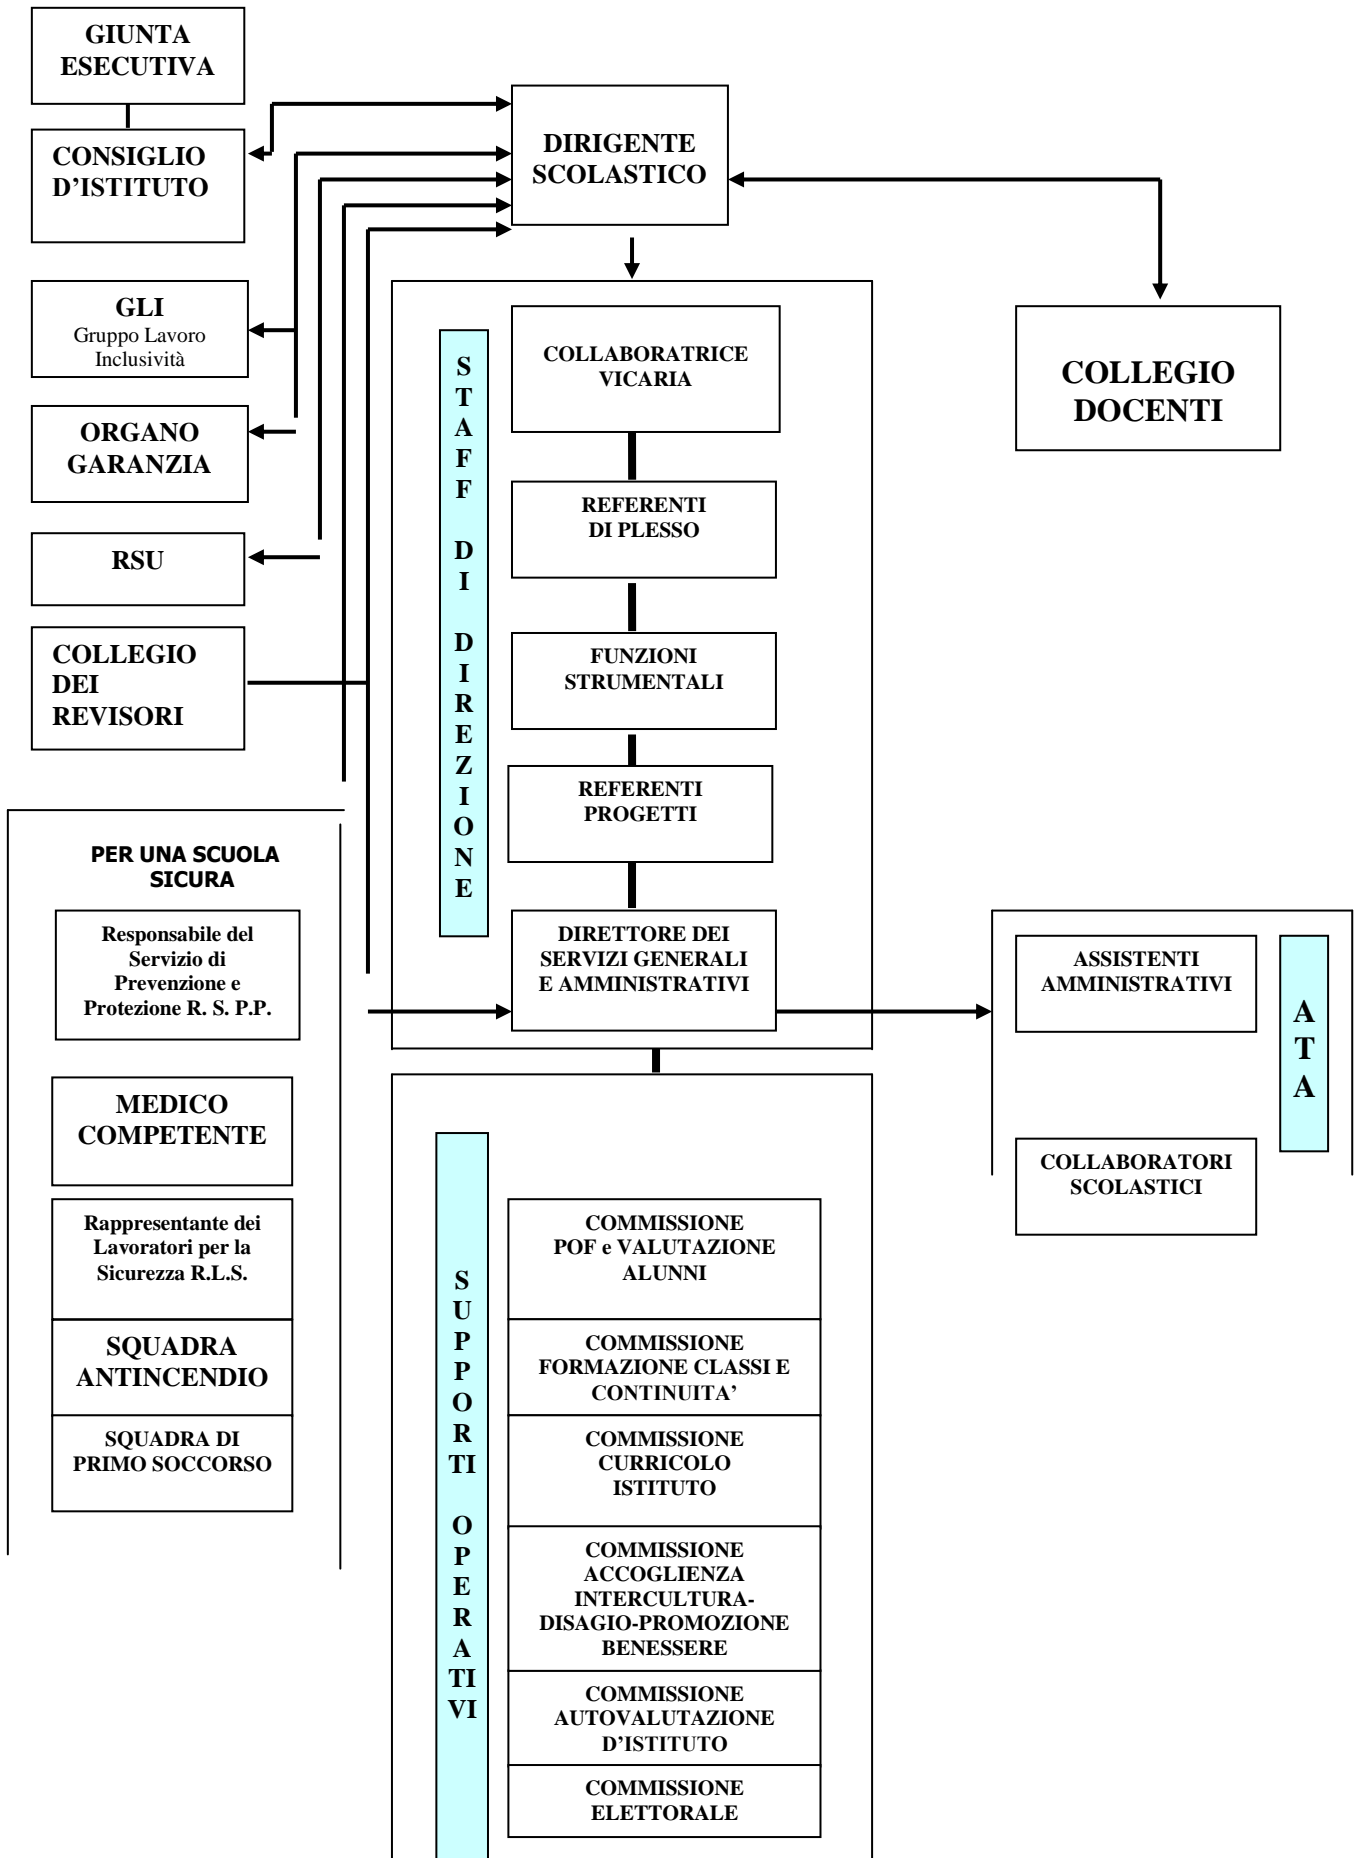 GIUNTA
ESECUTIVA
CONSIGLIO
D’ISTITUTO
DIRIGENTE
SCOLASTICO
GLI
Gruppo Lavoro
Inclusività
ORGANO
GARANZIA
RSU
COLLEGIO
DEI
REVISORI
COLLEGIO
DOCENTI
STAFF DI DIREZIONE
COLLABORATRICE
VICARIA
REFERENTI
DI PLESSO
FUNZIONI
STRUMENTALI
REFERENTI
PROGETTI
DIRETTORE DEI
SERVIZI GENERALI
E AMMINISTRATIVI
PER UNA SCUOLA
SICURA
Responsabile del
Servizio di
Prevenzione e
Protezione R. S. P.P.
MEDICO
COMPETENTE
Rappresentante dei
Lavoratori per la
Sicurezza R.L.S.
SQUADRA
ANTINCENDIO
SQUADRA DI
PRIMO SOCCORSO
ASSISTENTI
AMMINISTRATIVI
ATA
COLLABORATORI
SCOLASTICI
SUPPORTI OPERATIVI
COMMISSIONE
POF e VALUTAZIONE
ALUNNI
COMMISSIONE
FORMAZIONE CLASSI E
CONTINUITA’
COMMISSIONE
CURRICOLO
ISTITUTO
COMMISSIONE
ACCOGLIENZA
INTERCULTURA-
DISAGIO-PROMOZIONE
BENESSERE
COMMISSIONE
AUTOVALUTAZIONE
D’ISTITUTO
COMMISSIONE
ELETTORALE